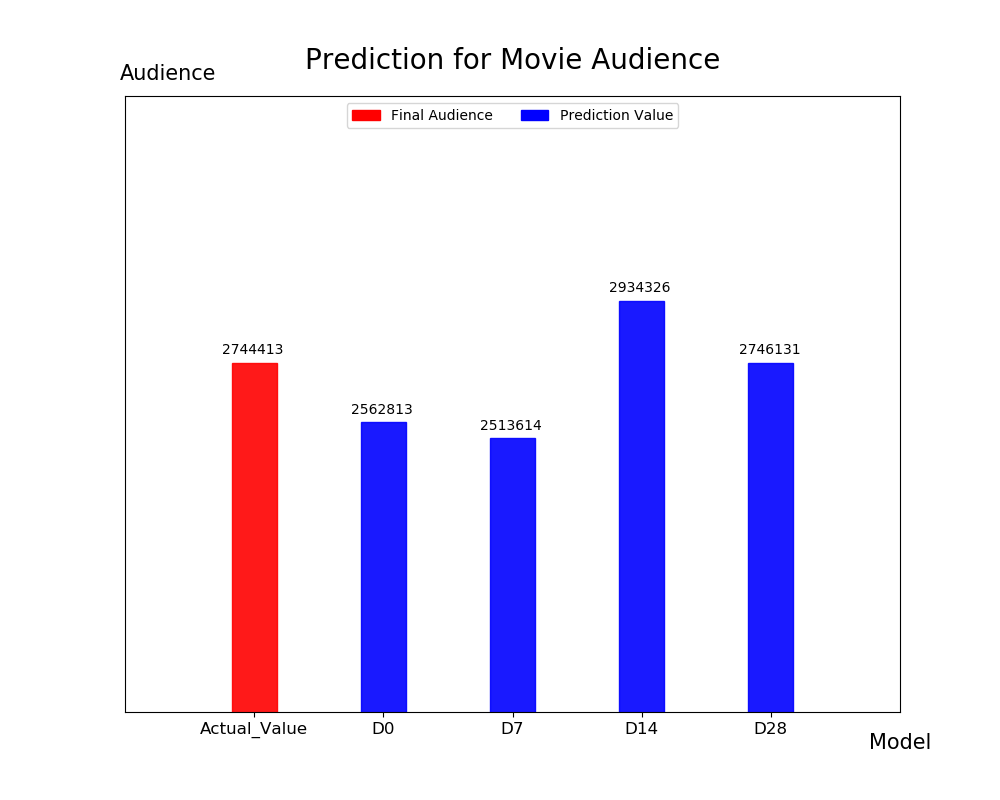 Prediction for Movie Audience
Audience
Final Audience Prediction Value
2934326
2744413 2746131
2562813
2513614
Actual_Value D0 D7 D14 D28
Model